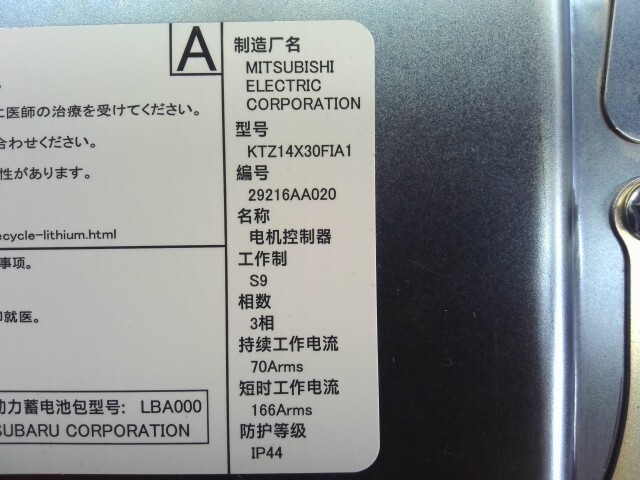 医師の治療を受けてください。
合わせください。
性があります。
ecycle-lithium.html
事项。
就医。
动力蓄电池包型号: LBA000
SUBARU CORPORATION
A
制造厂名
MITSUBISHI
ELECTRIC
CORPORATION
型号
KTZ14X30FIA1
編号
29216AA020
名称
电机控制器
工作制
S9
相数
3相
持续工作电流
70Arms
短时工作电流
166Arms
防护等级
IP44